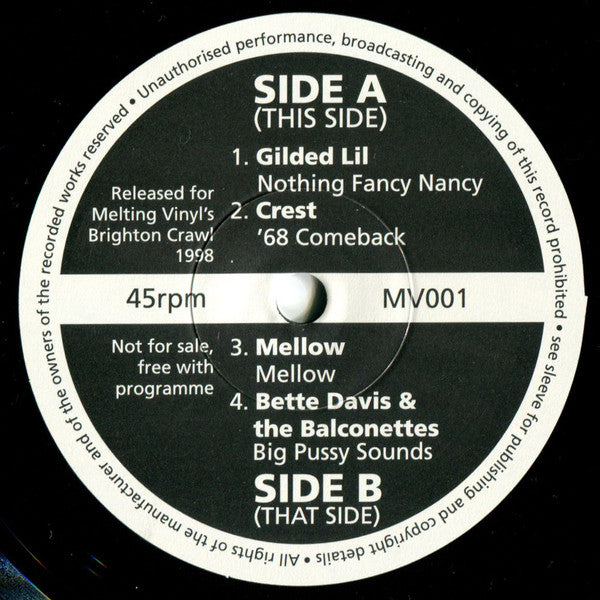 SIDE A
(THIS SIDE)
1. Gilded Lil
Nothing Fancy Nancy
2. Crest
’68 Comeback
Released for
Melting Vinyl’s
Brighton Crawl
1998
45rpm
MV001
Not for sale,
free with
programme
3. Mellow
Mellow
4. Bette Davis &
the Balconettes
Big Pussy Sounds
SIDE B
(THAT SIDE)
• All rights of the manufacturer and of the owners of the recorded works reserved • Unauthorised performance, broadcasting and copying of this record prohibited • see sleeve for publishing and copyright details